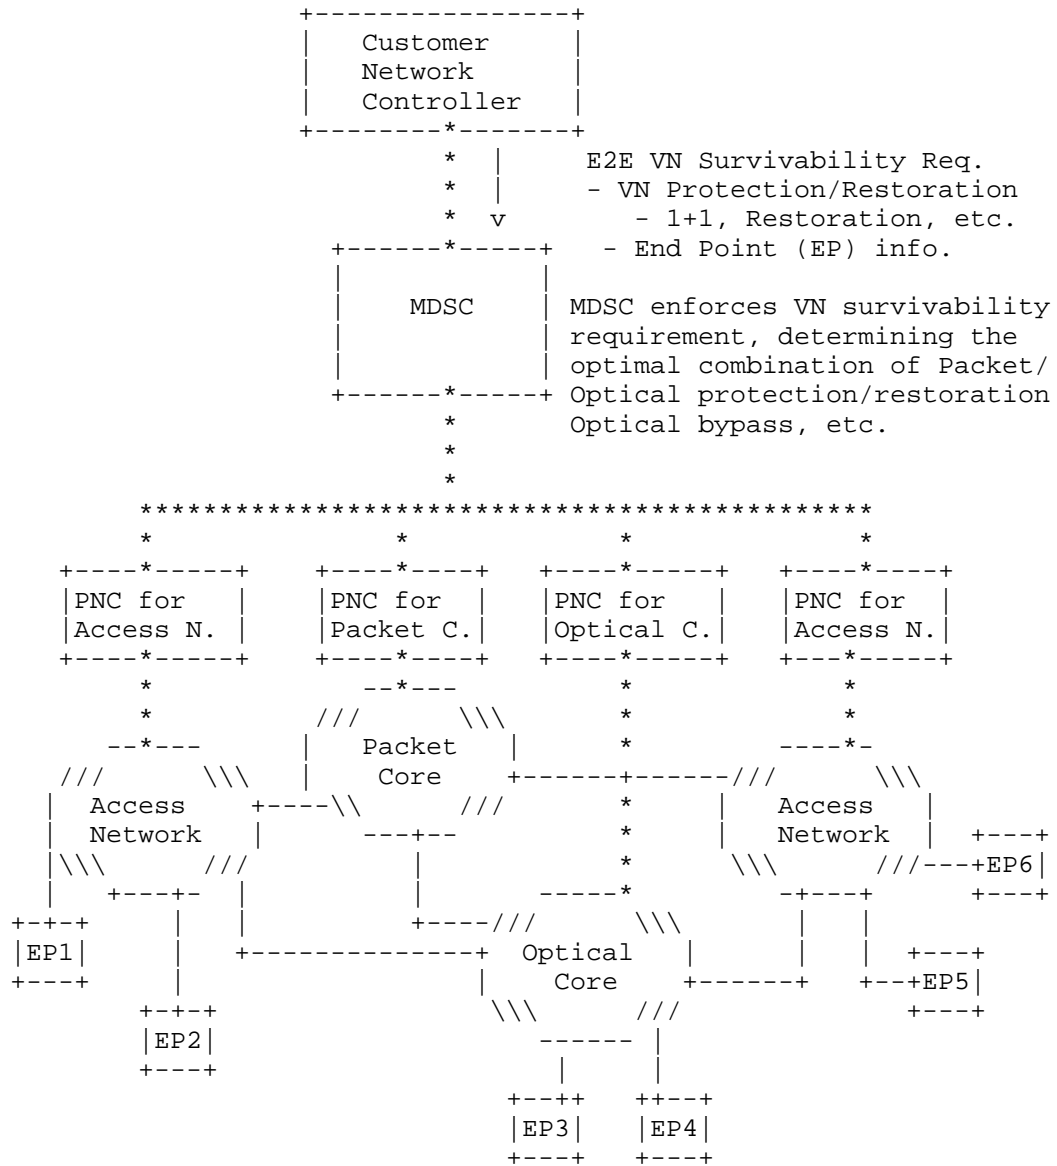 Customer
Network
Controller
E2E VN Survivability Req.
- VN Protection/Restoration
- 1+1, Restoration, etc.
- End Point (EP) info.
MDSC
MDSC enforces VN survivability
requirement, determining the
optimal combination of Packet/
Optical protection/restoration
Optical bypass, etc.
PNC for
Access N.
PNC for
Packet C.
PNC for
Optical C.
PNC for
Access N.
Packet
Core
Access
Network
Access
Network
EP6
EP1
Optical
Core
EP5
EP2
EP3
EP4